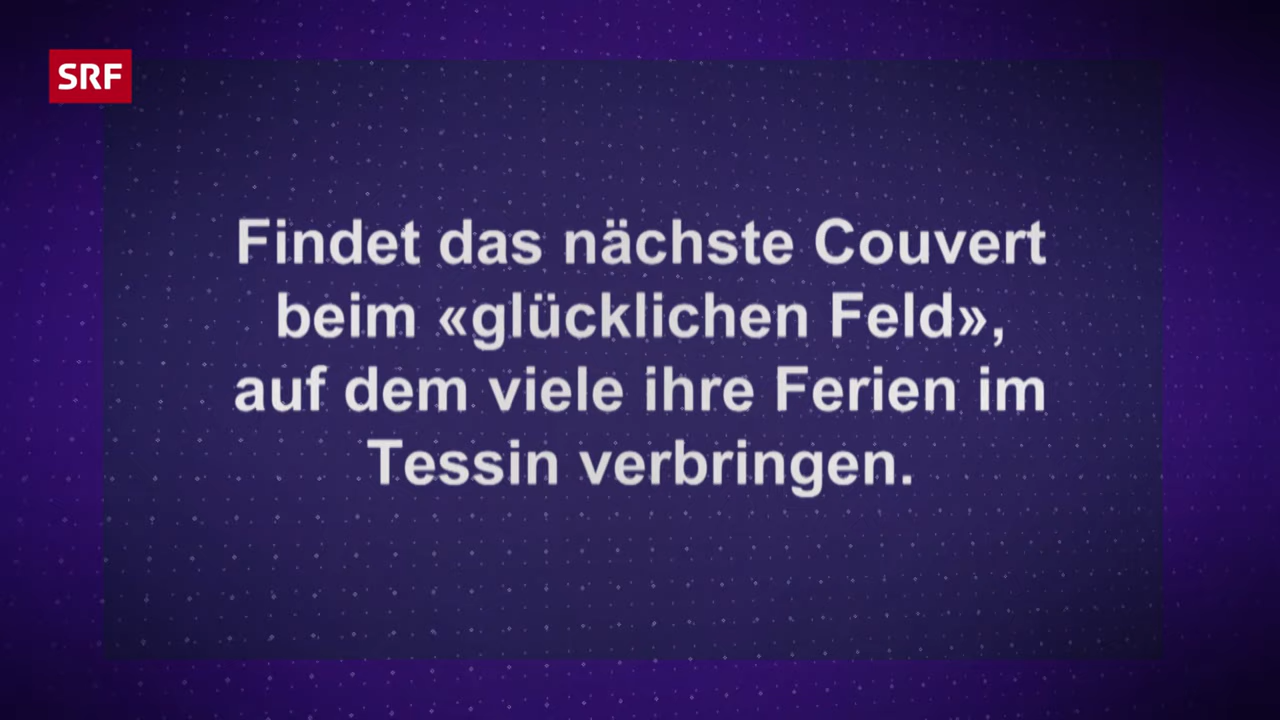 SRF
Findet das nächste Couvert
beim «glücklichen Feld»,
auf dem viele ihre Ferien im
Tessin verbringen.